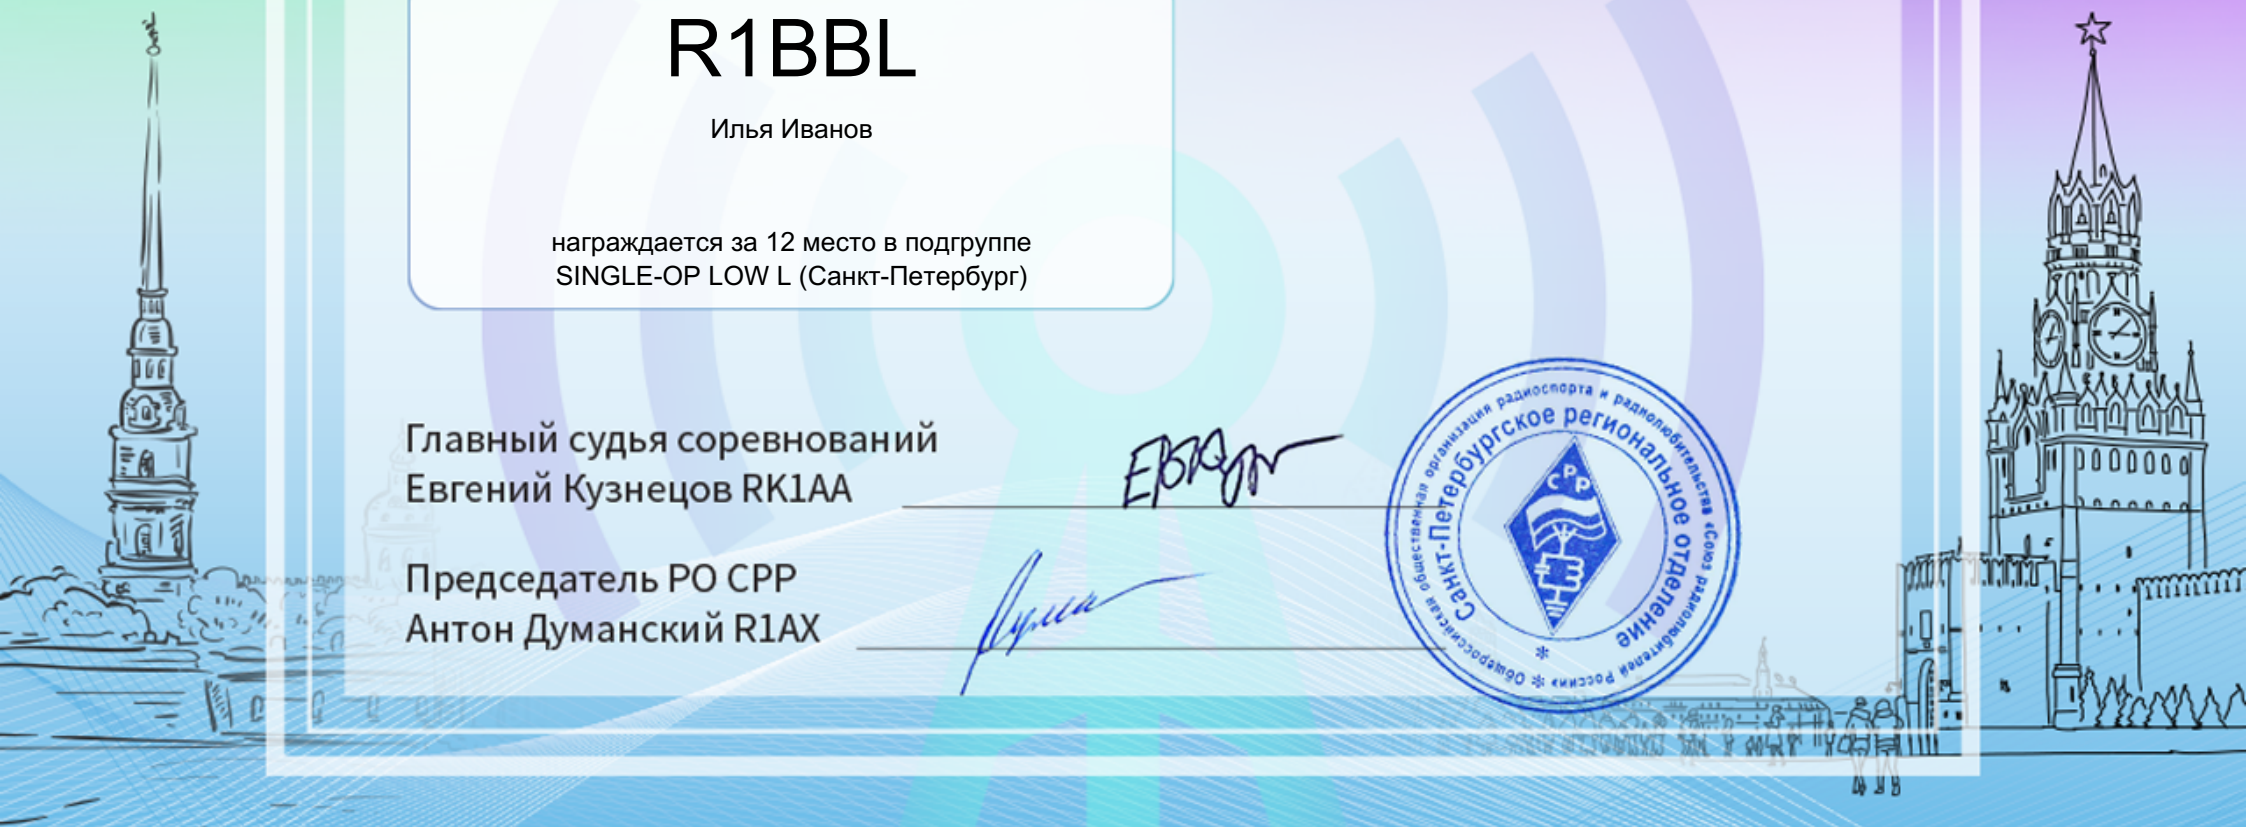 R1BBL
Илья Иванов
награждается за 12 место в подгруппе
SINGLE-OP LOW L (Санкт-Петербург)
Главный судья соревнований
Евгений Кузнецов RK1AA
Председатель РО СРР
Антон Думанский R1AX
Общероссийская общественная организация радиоспорта и радиолюбительства «Союз радиолюбителей России»
Санкт-Петербургское региональное отделение
СРР